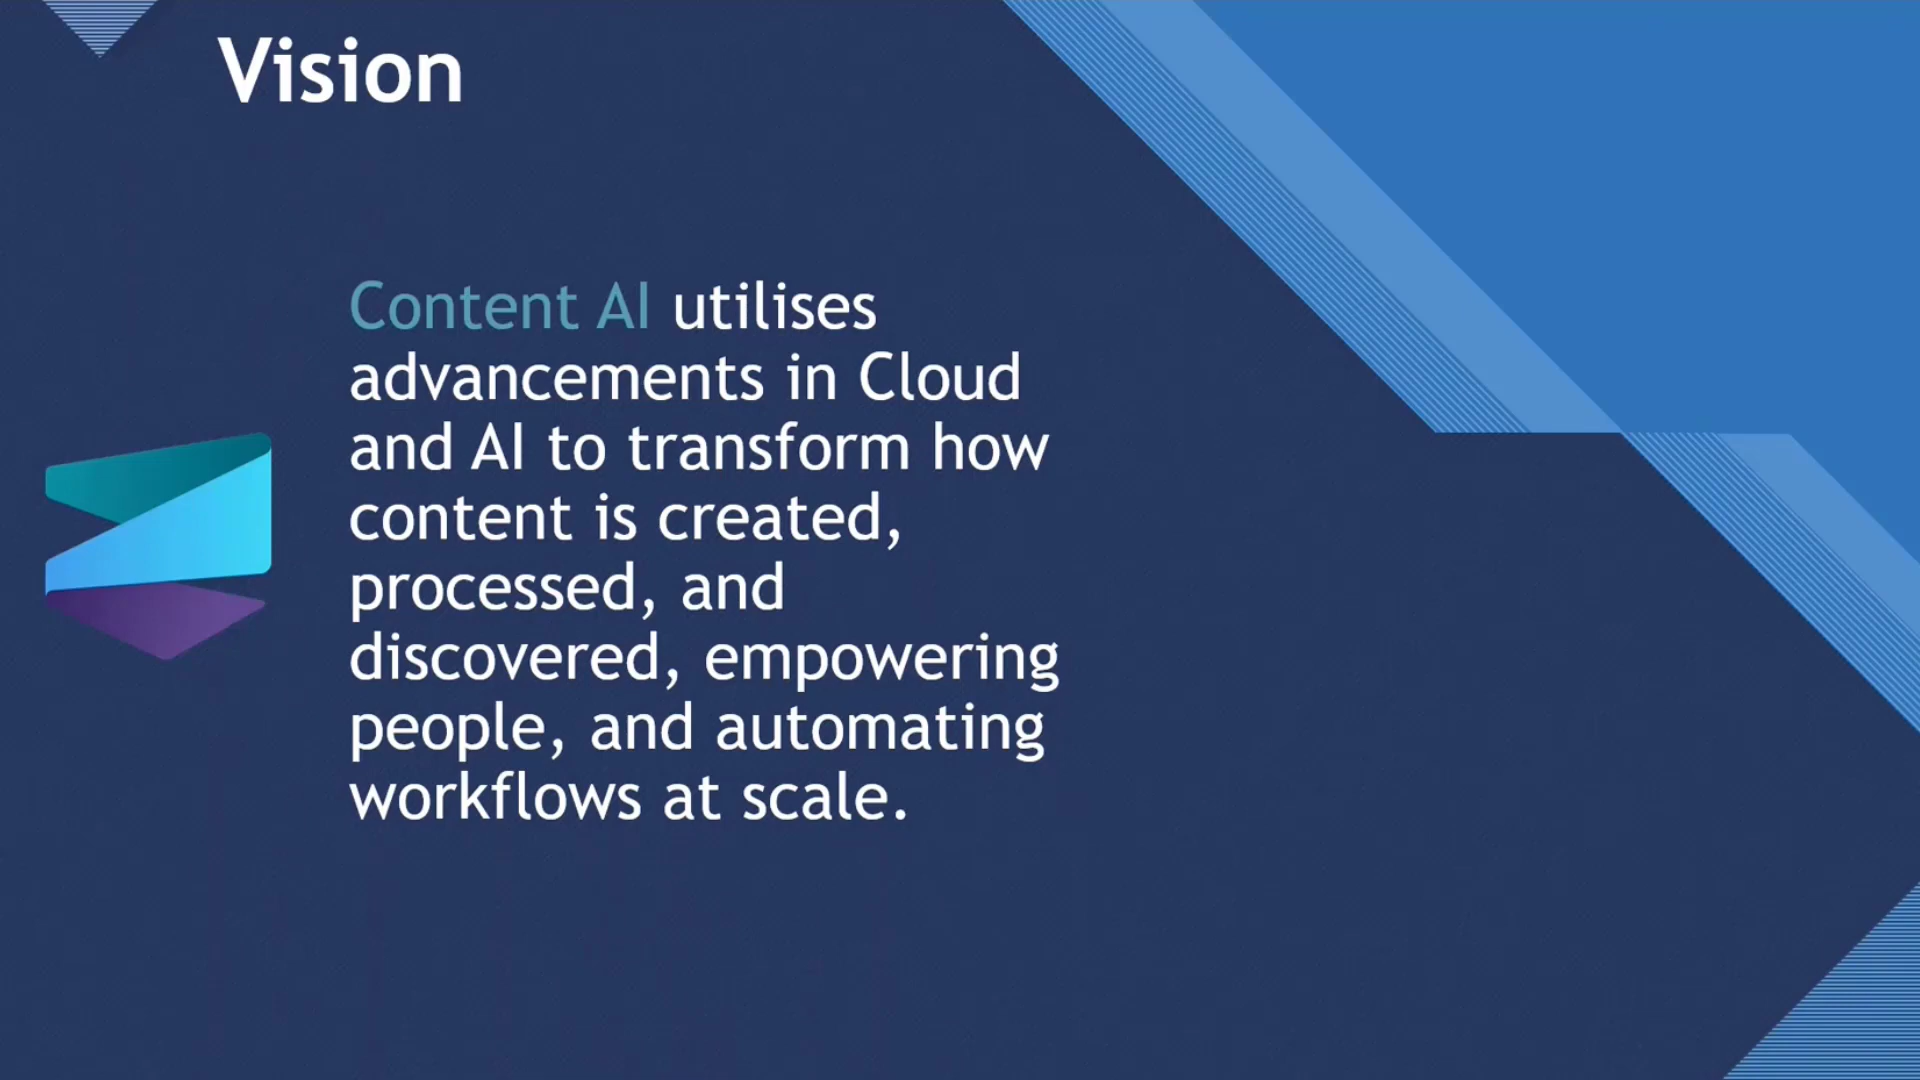 Vision
Content AI utilises
advancements in Cloud
and AI to transform how
content is created,
processed, and
discovered, empowering
people, and automating
workflows at scale.